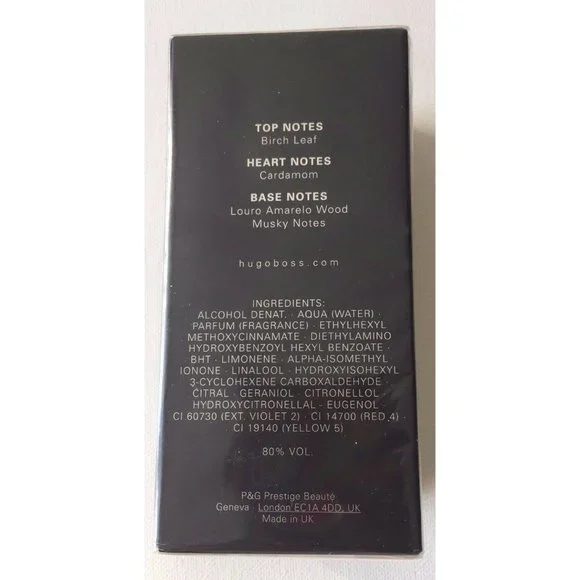 TOP NOTES
Birch Leaf
HEART NOTES
Cardamom
BASE NOTES
Louro Amarelo Wood
Musky Notes
hugoboss.com
INGREDIENTS:
ALCOHOL DENAT. · AQUA (WATER) ·
PARFUM (FRAGRANCE) · ETHYLHEXYL
METHOXYCINNAMATE · DIETHYLAMINO
HYDROXYBENZOYL HEXYL BENZOATE ·
BHT · LIMONENE · ALPHA-ISOMETHYL
IONONE · LINALOOL · HYDROXYISOHEXYL
3-CYCLOHEXENE CARBOXALDEHYDE ·
CITRAL · GERANIOL · CITRONELLOL ·
HYDROXYCITRONELLAL · EUGENOL
CI 60730 (EXT. VIOLET 2) · CI 14700 (RED 4) ·
CI 19140 (YELLOW 5)
80% VOL.
P&G Prestige Beauté
Geneva · London EC1A 4DD, UK
Made in UK